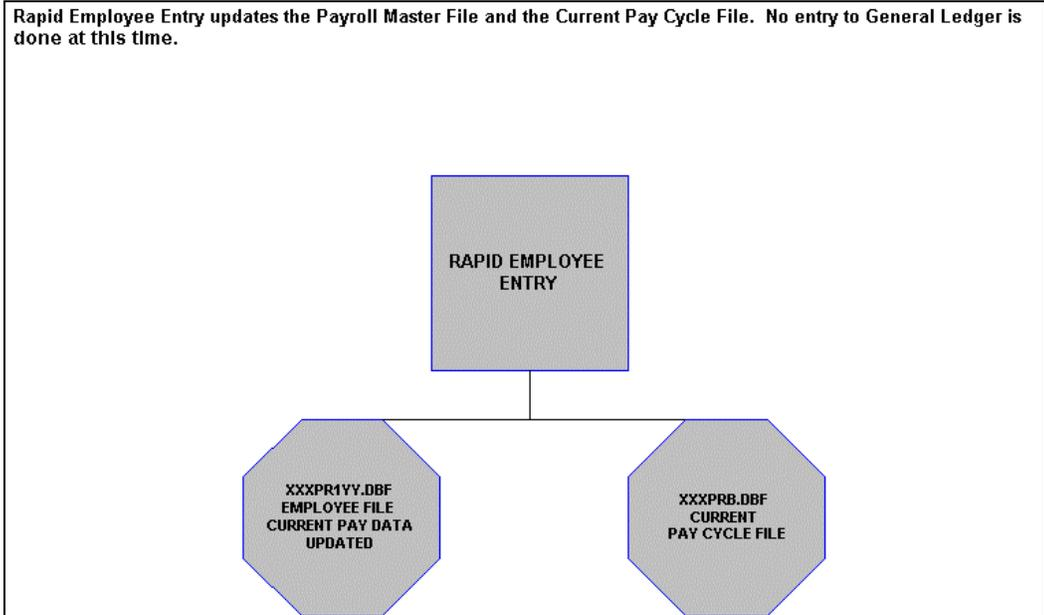 Rapid Employee Entry updates the Payroll Master File and the Current Pay Cycle File. No entry to General Ledger is
done at this time.
RAPID EMPLOYEE
ENTRY
XXXPR1YY.DBF
EMPLOYEE FILE
CURRENT PAY DATA
UPDATED
XXXPRB.DBF
CURRENT
PAY CYCLE FILE